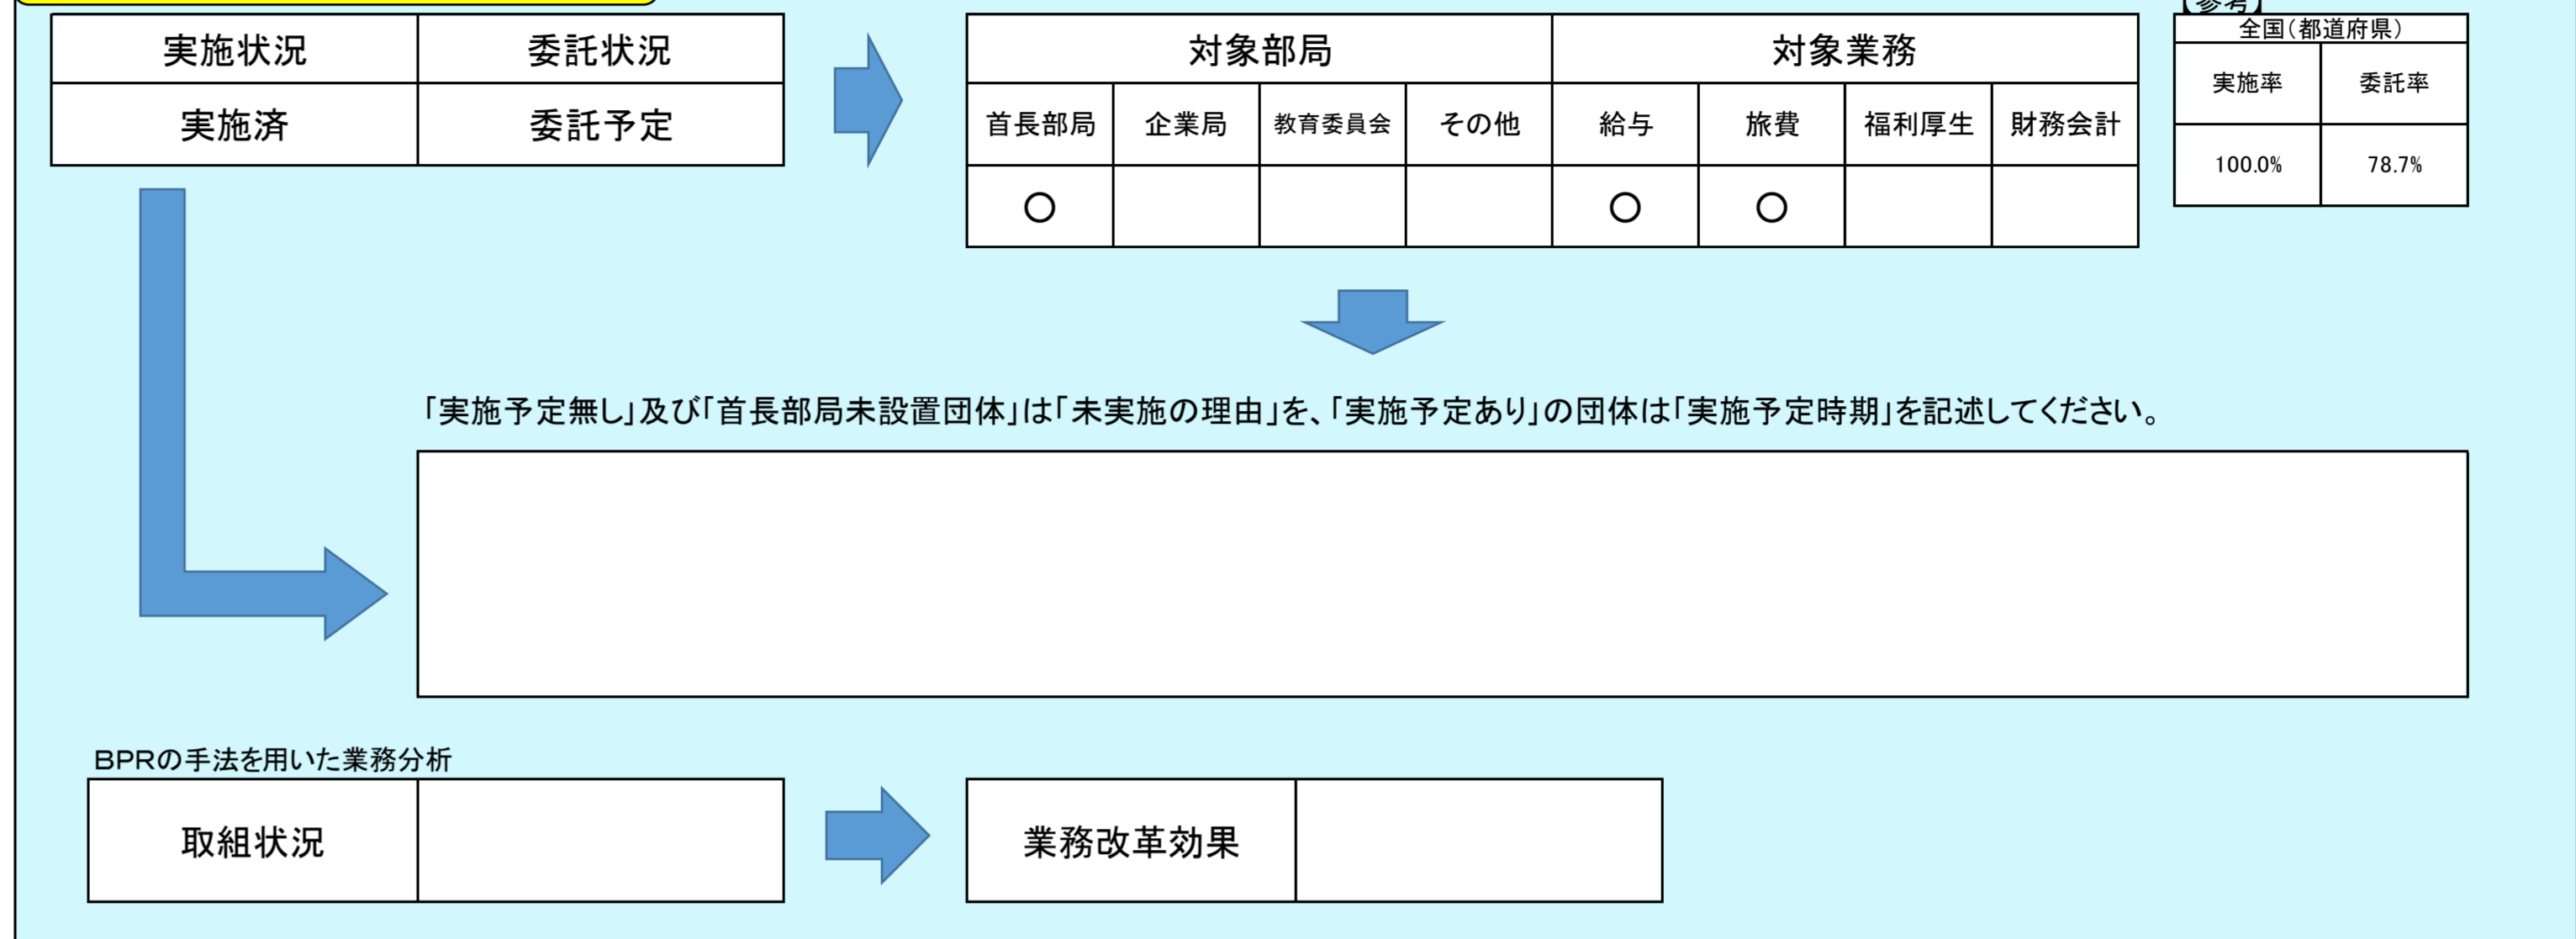 【参考】
実施状況 委託状況 対象部局 対象業務 全国(都道府県)
実施済 委託予定 首長部局 企業局 教育委員会 その他 給与 旅費 福利厚生 財務会計 実施率 委託率
○ ○ ○ 100.0% 78.7%
「実施予定無し」及び「首長部局未設置団体」は「未実施の理由」を、「実施予定あり」の団体は「実施予定時期」を記述してください。
BPRの手法を用いた業務分析
取組状況 業務改革効果